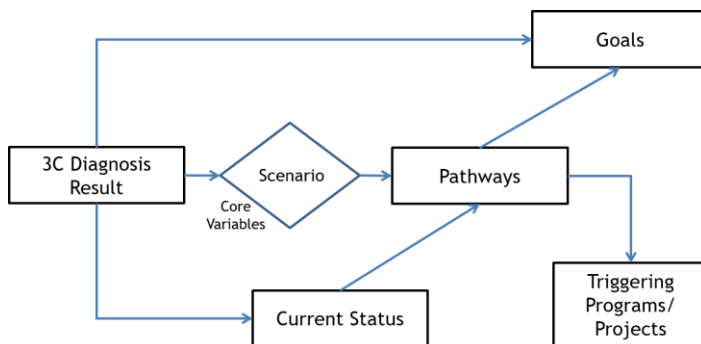 Goals
3C Diagnosis
Result
Scenario
Core
Variables
Pathways
Current Status
Triggering
Programs/
Projects